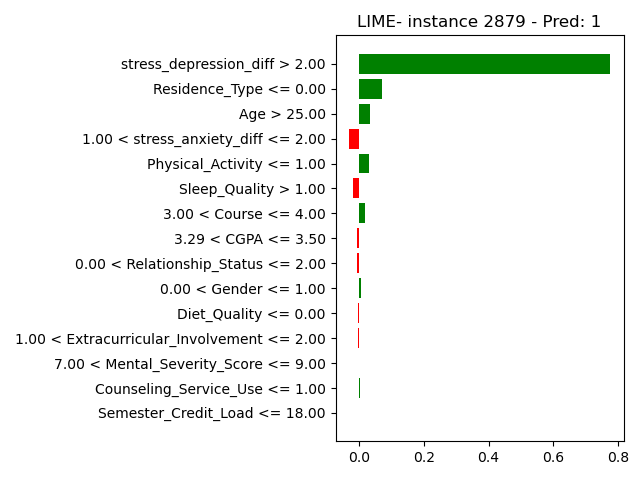 LIME- instance 2879 - Pred: 1
stress_depression_diff > 2.00
Residence_Type <= 0.00
Age > 25.00
1.00 < stress_anxiety_diff <= 2.00
Physical_Activity <= 1.00
Sleep_Quality > 1.00
3.00 < Course <= 4.00
3.29 < CGPA <= 3.50
0.00 < Relationship_Status <= 2.00
0.00 < Gender <= 1.00
Diet_Quality <= 0.00
1.00 < Extracurricular_Involvement <= 2.00
7.00 < Mental_Severity_Score <= 9.00
Counseling_Service_Use <= 1.00
Semester_Credit_Load <= 18.00
0.0 0.2 0.4 0.6 0.8